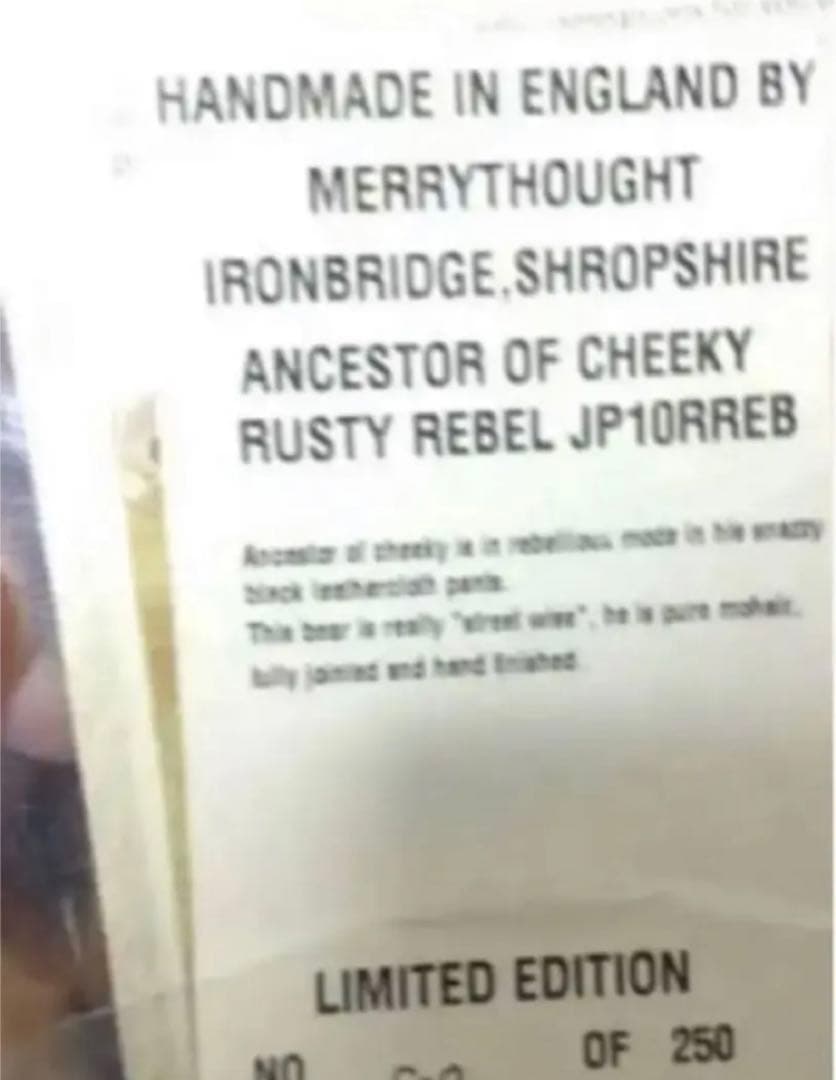 HANDMADE IN ENGLAND BY
MERRYTHOUGHT
IRONBRIDGE,SHROPSHIRE
ANCESTOR OF CHEEKY
RUSTY REBEL JP10RREB
Ancestor of cheeky is in rebellious mode in his snazzy
black leathercloth pants.
This bear is really "street wise", he is pure mohair,
fully jointed and hand finished
LIMITED EDITION
NO OF 250